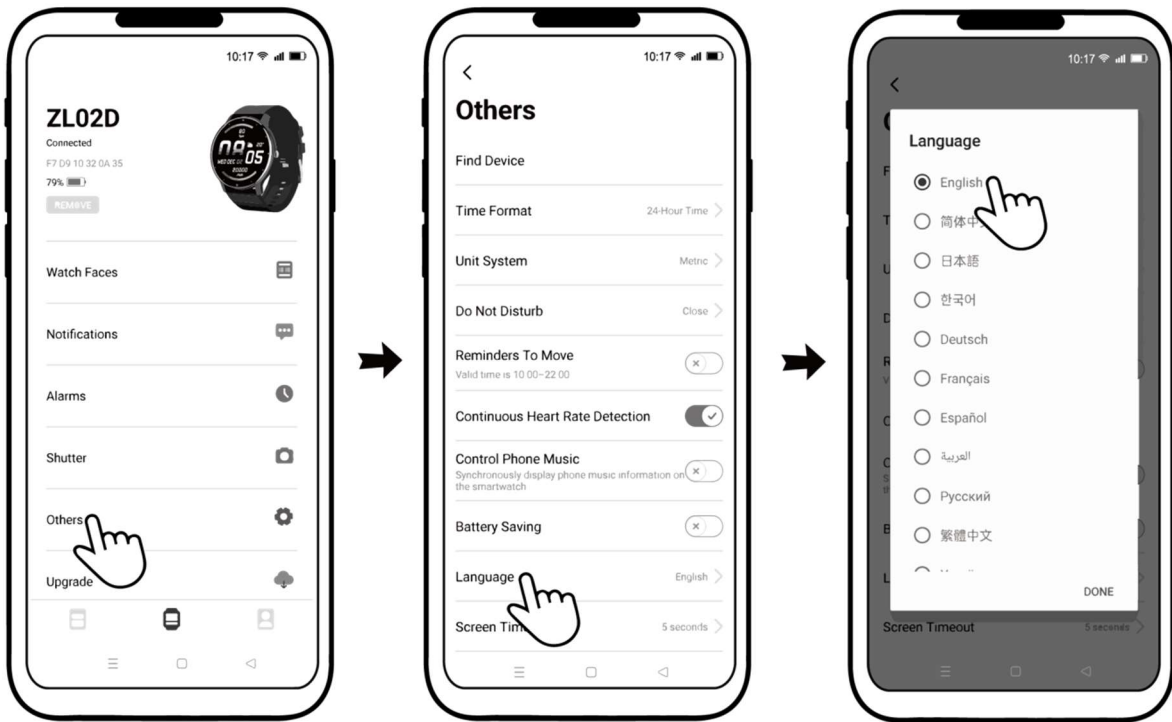 10:17
ZL02D
Connected
F7 D9 10 32 0A 35
79%
REMOVE
Watch Faces
Notifications
Alarms
Shutter
Others
Upgrade
10:17
Others
Find Device
Time Format 24-Hour Time
Unit System Metric
Do Not Disturb Close
Reminders To Move
Valid time is 10 00~22 00
Continuous Heart Rate Detection
Control Phone Music
Synchronously display phone music information on
the smartwatch
Battery Saving
Language English
Screen 5 seconds
10:17
Language
English
简体中
日本語
한국어
Deutsch
Français
Español
العربية
Русский
繁體中文
DONE
Screen Timeout 5 seconds